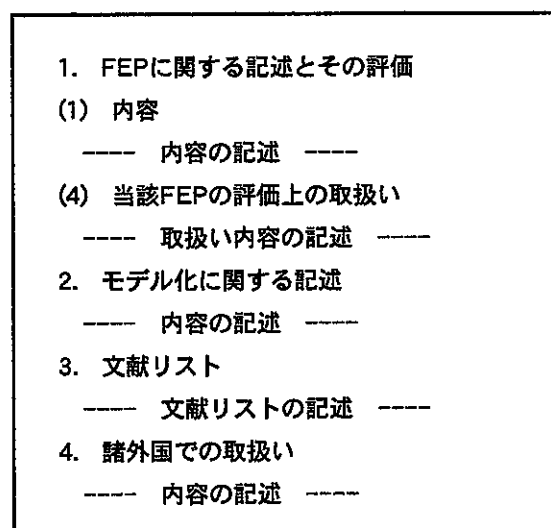 1. FEPに関する記述とその評価
(1) 内容
---- 内容の記述 ----
(4) 当該FEPの評価上の取扱い
---- 取扱い内容の記述 ----
2. モデル化に関する記述
---- 内容の記述 ----
3. 文献リスト
---- 文献リストの記述 ----
4. 諸外国での取扱い
---- 内容の記述 ----